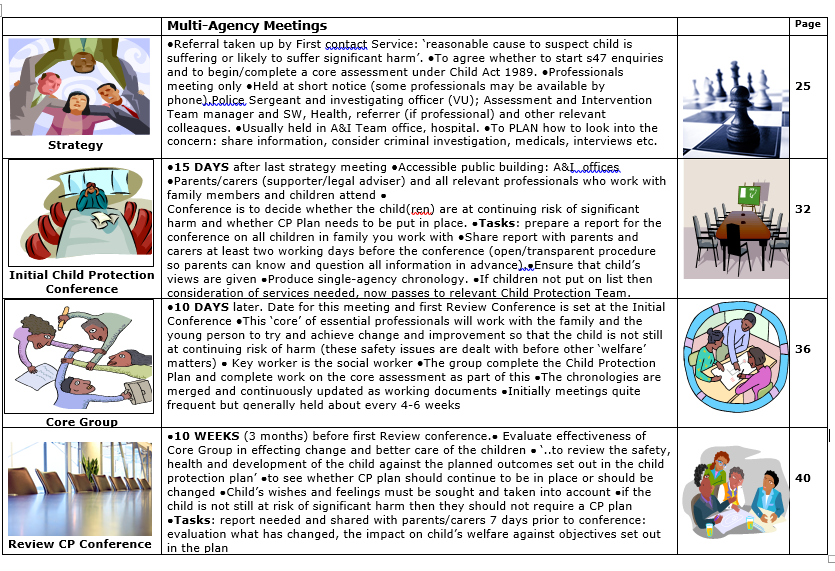 Multi-Agency Meetings
Page
●Referral taken up by First contact Service: ‘reasonable cause to suspect child is
suffering or likely to suffer significant harm’. ●To agree whether to start s47 enquiries
and to begin/complete a core assessment under Child Act 1989. ●Professionals
meeting only ●Held at short notice (some professionals may be available by
phone).Police Sergeant and investigating officer (VU); Assessment and Intervention
Team manager and SW, Health, referrer (if professional) and other relevant
colleagues. ●Usually held in A&I Team office, hospital. ●To PLAN how to look into the
concern: share information, consider criminal investigation, medicals, interviews etc.
Strategy
25
●15 DAYS after last strategy meeting ●Accessible public building: A&I offices
●Parents/carers (supporter/legal adviser) and all relevant professionals who work with
family members and children attend ●
Conference is to decide whether the child(ren) are at continuing risk of significant
harm and whether CP Plan needs to be put in place. ●Tasks: prepare a report for the
conference on all children in family you work with ●Share report with parents and
carers at least two working days before the conference (open/transparent procedure
so parents can know and question all information in advance).●Ensure that child’s
views are given ●Produce single-agency chronology. ●If children not put on list then
consideration of services needed, now passes to relevant Child Protection Team.
Initial Child Protection
Conference
32
●10 DAYS later. Date for this meeting and first Review Conference is set at the Initial
Conference ●This ‘core’ of essential professionals will work with the family and the
young person to try and achieve change and improvement so that the child is not still
at continuing risk of harm (these safety issues are dealt with before other ‘welfare’
matters) ● Key worker is the social worker ●The group complete the Child Protection
Plan and complete work on the core assessment as part of this ●The chronologies are
merged and continuously updated as working documents ●Initially meetings quite
frequent but generally held about every 4-6 weeks
Core Group
36
●10 WEEKS (3 months) before first Review conference.● Evaluate effectiveness of
Core Group in effecting change and better care of the children ● ‘..to review the safety,
health and development of the child against the planned outcomes set out in the child
protection plan’ ●to see whether CP plan should continue to be in place or should be
changed ●Child’s wishes and feelings must be sought and taken into account ●if the
child is not still at risk of significant harm then they should not require a CP plan
●Tasks: report needed and shared with parents/carers 7 days prior to conference:
evaluation what has changed, the impact on child’s welfare against objectives set out
in the plan
Review CP Conference
40